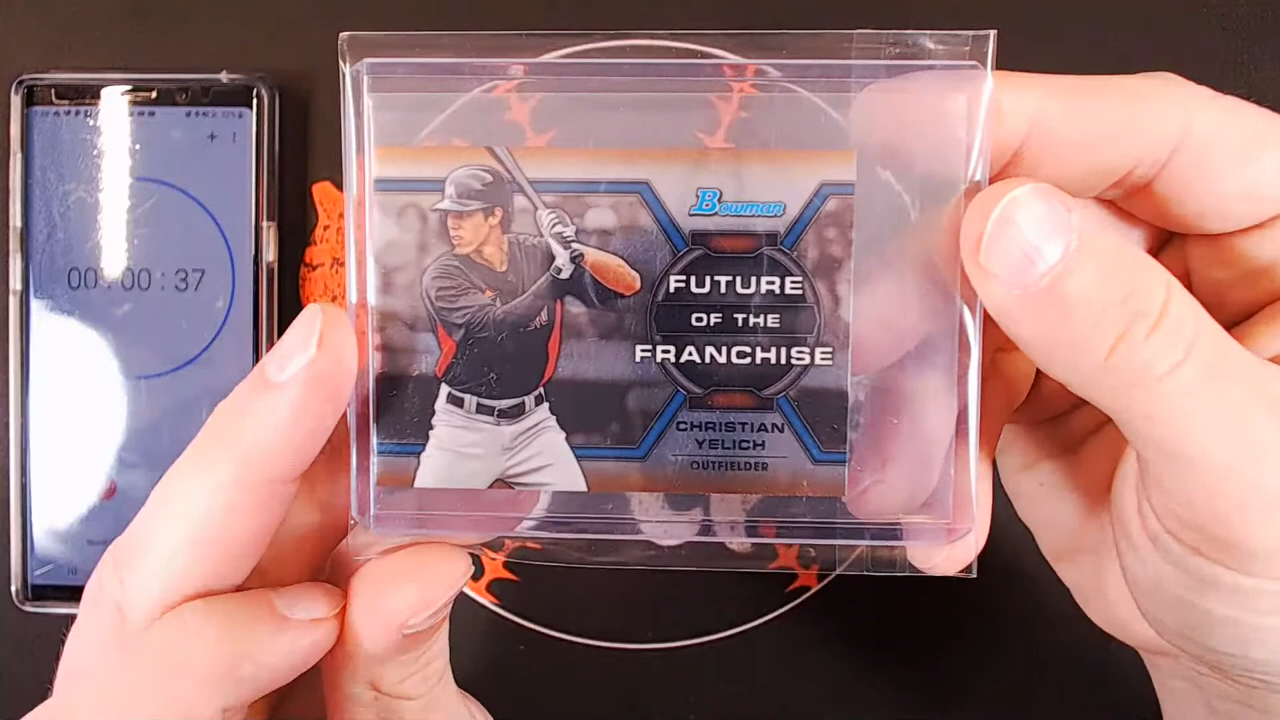 00 : 00 : 37
Bowman
FUTURE
OF THE
FRANCHISE
CHRISTIAN
YELICH
OUTFIELDER